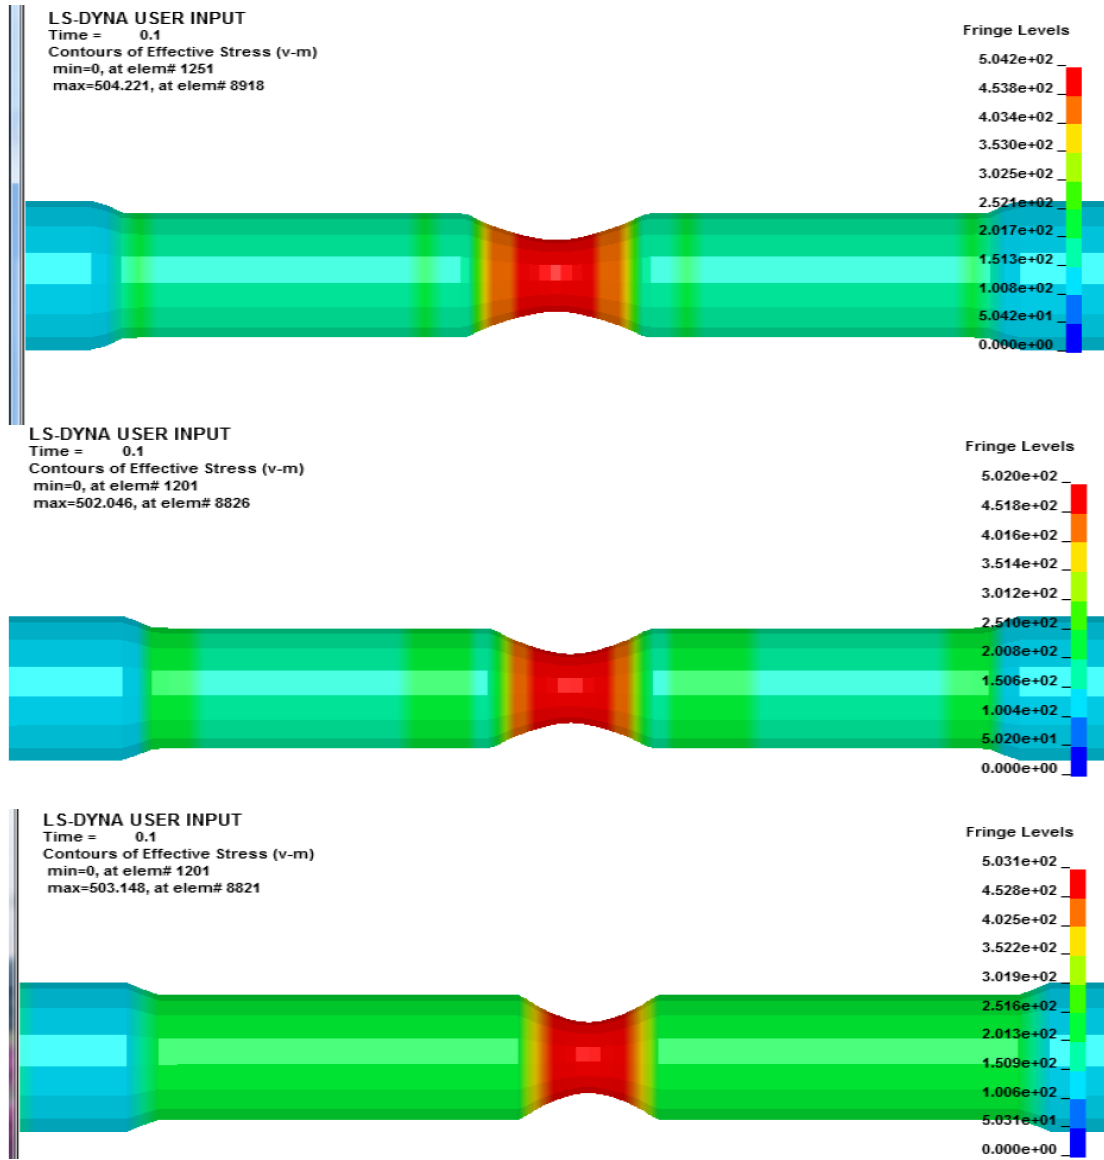 LS-DYNA USER INPUT
Time = 0.1
Contours of Effective Stress (v-m)
min=0, at elem# 1251
max=504.221, at elem# 8918
Fringe Levels
5.042e+02
4.538e+02
4.034e+02
3.530e+02
3.025e+02
2.521e+02
2.017e+02
1.513e+02
1.008e+02
5.042e+01
0.000e+00
LS-DYNA USER INPUT
Time = 0.1
Contours of Effective Stress (v-m)
min=0, at elem# 1201
max=502.046, at elem# 8826
Fringe Levels
5.020e+02
4.518e+02
4.016e+02
3.514e+02
3.012e+02
2.510e+02
2.008e+02
1.506e+02
1.004e+02
5.020e+01
0.000e+00
LS-DYNA USER INPUT
Time = 0.1
Contours of Effective Stress (v-m)
min=0, at elem# 1201
max=503.148, at elem# 8821
Fringe Levels
5.031e+02
4.528e+02
4.025e+02
3.522e+02
3.019e+02
2.516e+02
2.013e+02
1.509e+02
1.006e+02
5.031e+01
0.000e+00